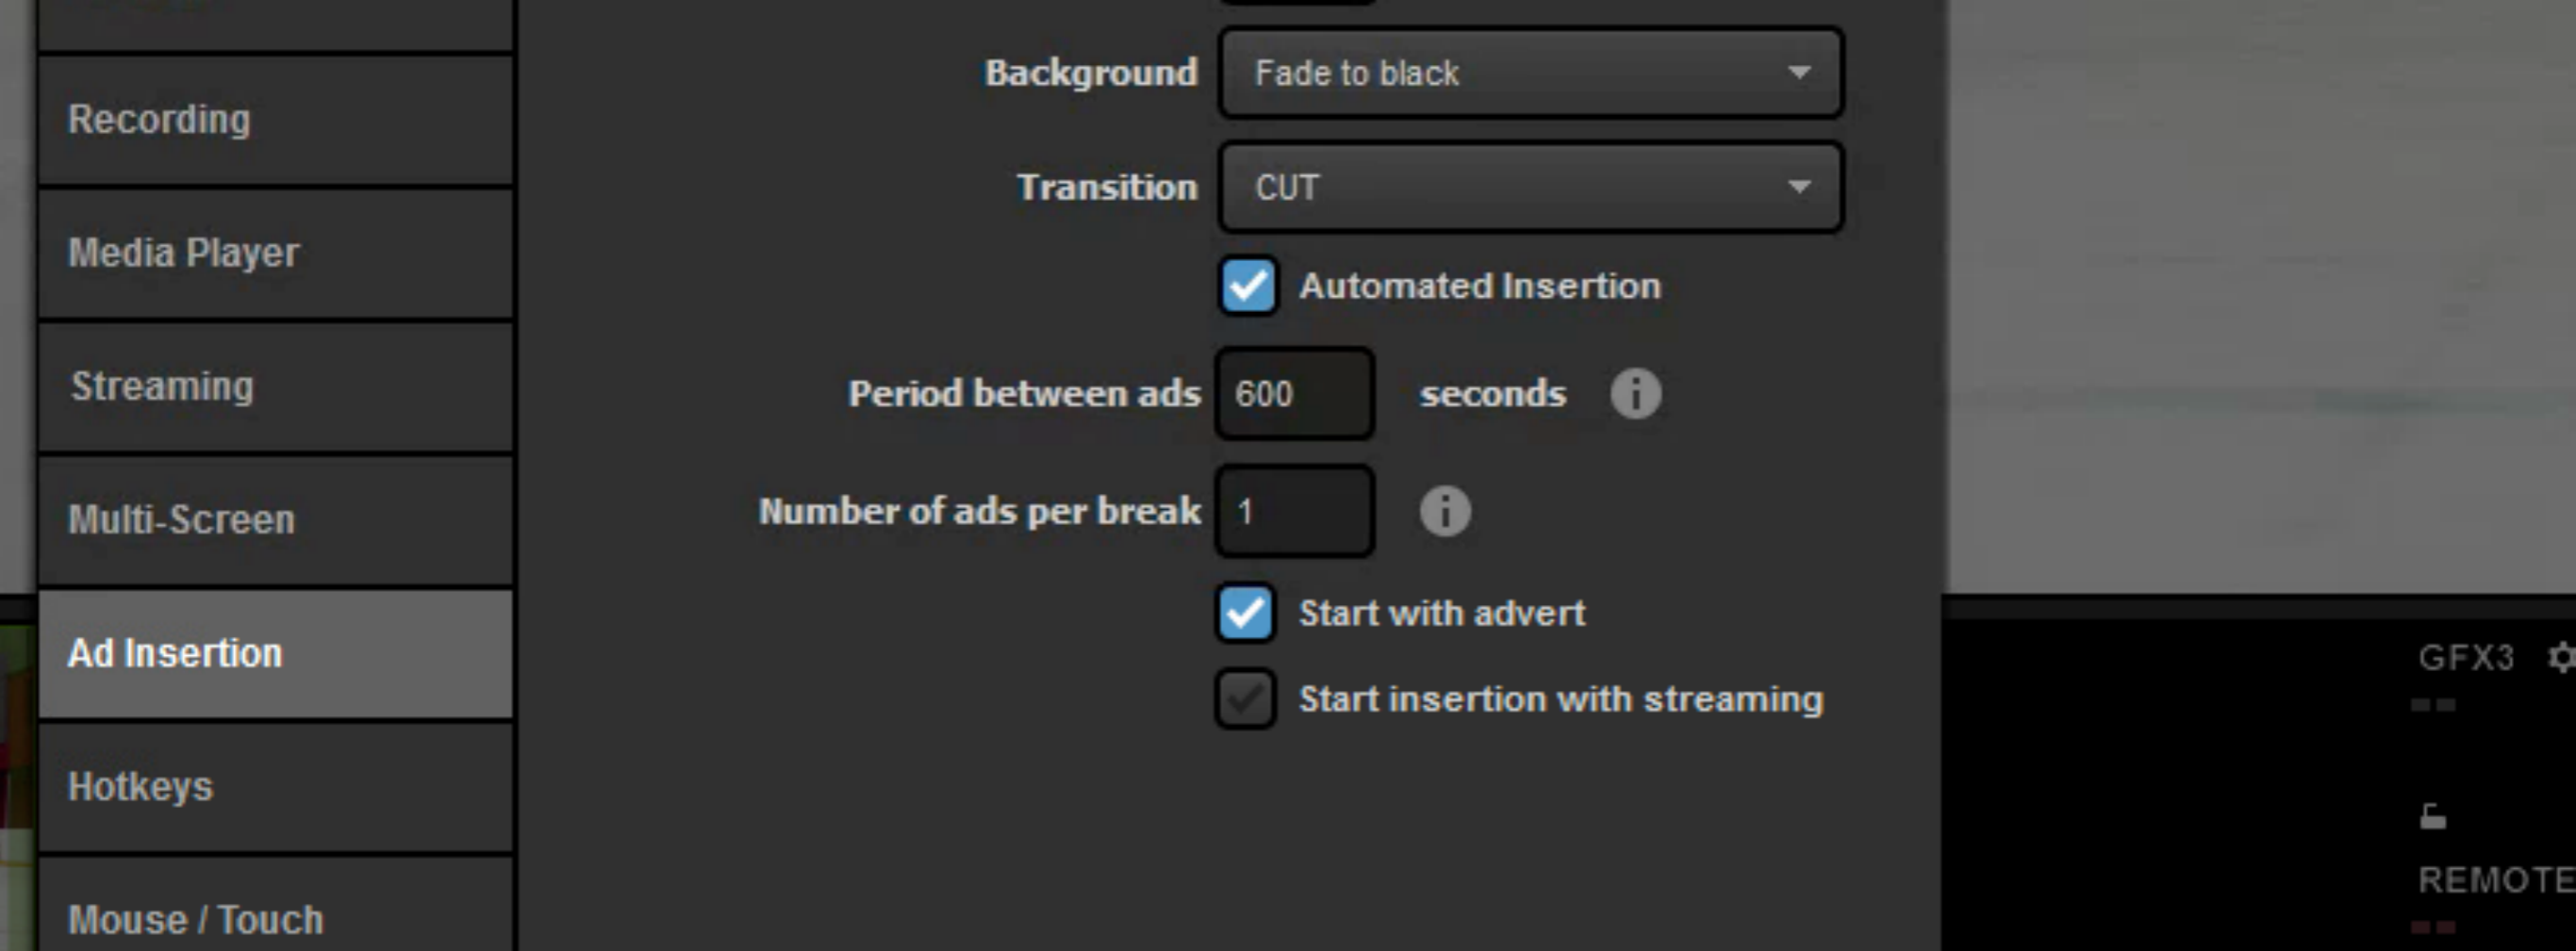 Recording
Media Player
Streaming
Multi-Screen
Ad Insertion
Hotkeys
Mouse / Touch
Background Fade to black
Transition CUT
Automated Insertion
Period between ads 600 seconds
Number of ads per break 1
Start with advert
Start insertion with streaming
GFX3
REMOTE